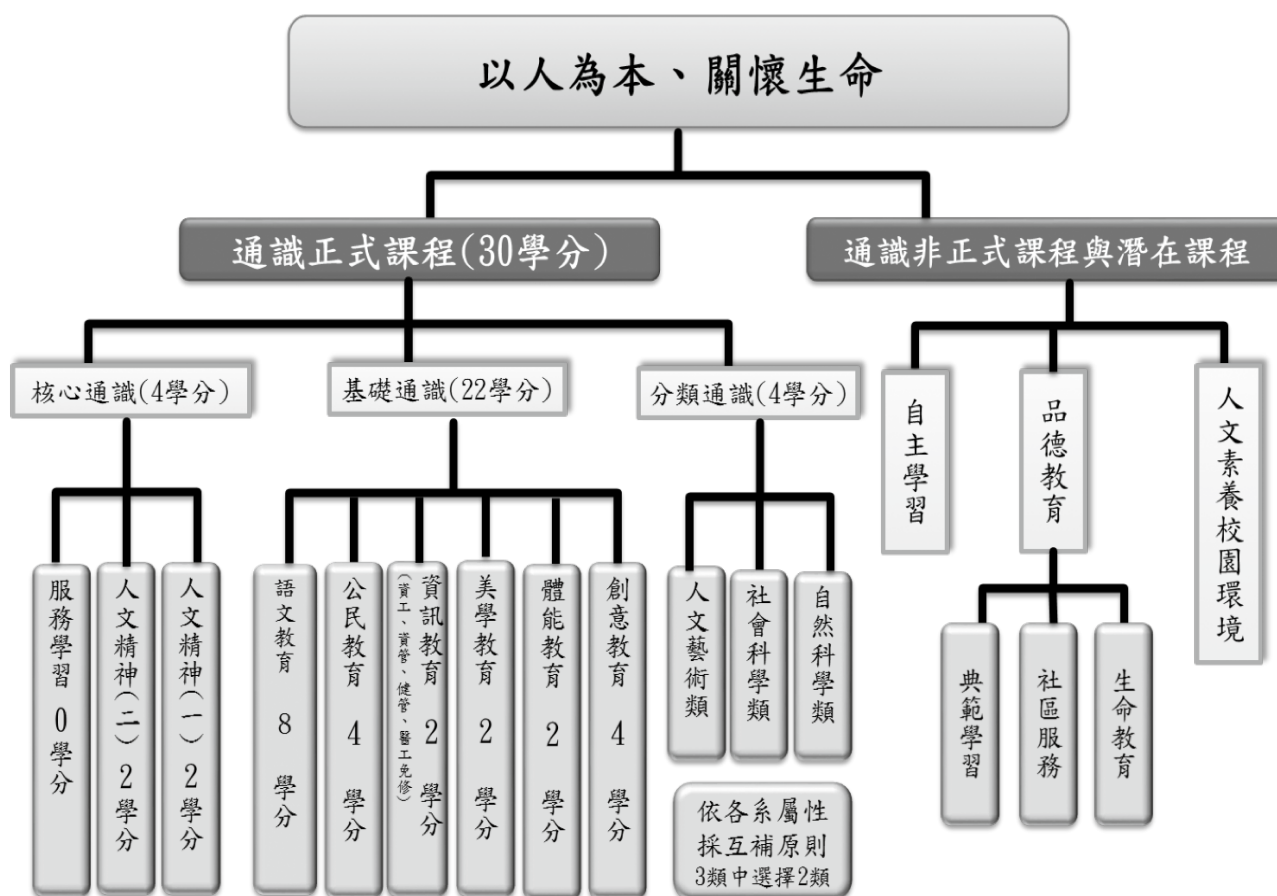 以人為本、關懷生命
通識正式課程(30學分)
通識非正式課程與潛在課程
核心通識(4學分)
基礎通識(22學分)
分類通識(4學分)
自主學習
品德教育
人文素養校園環境
服務學習 0學分
人文精神(二) 2學分
人文精神(一) 2學分
語文教育 8 學分
公民教育 4 學分
資訊教育 2 學分
(資工、資管、健管、醫工免修)
美學教育 2 學分
體能教育 2 學分
創意教育 4 學分
人文藝術類
社會科學類
自然科學類
依各系屬性
採互補原則
3類中選擇2類
典範學習
社區服務
生命教育